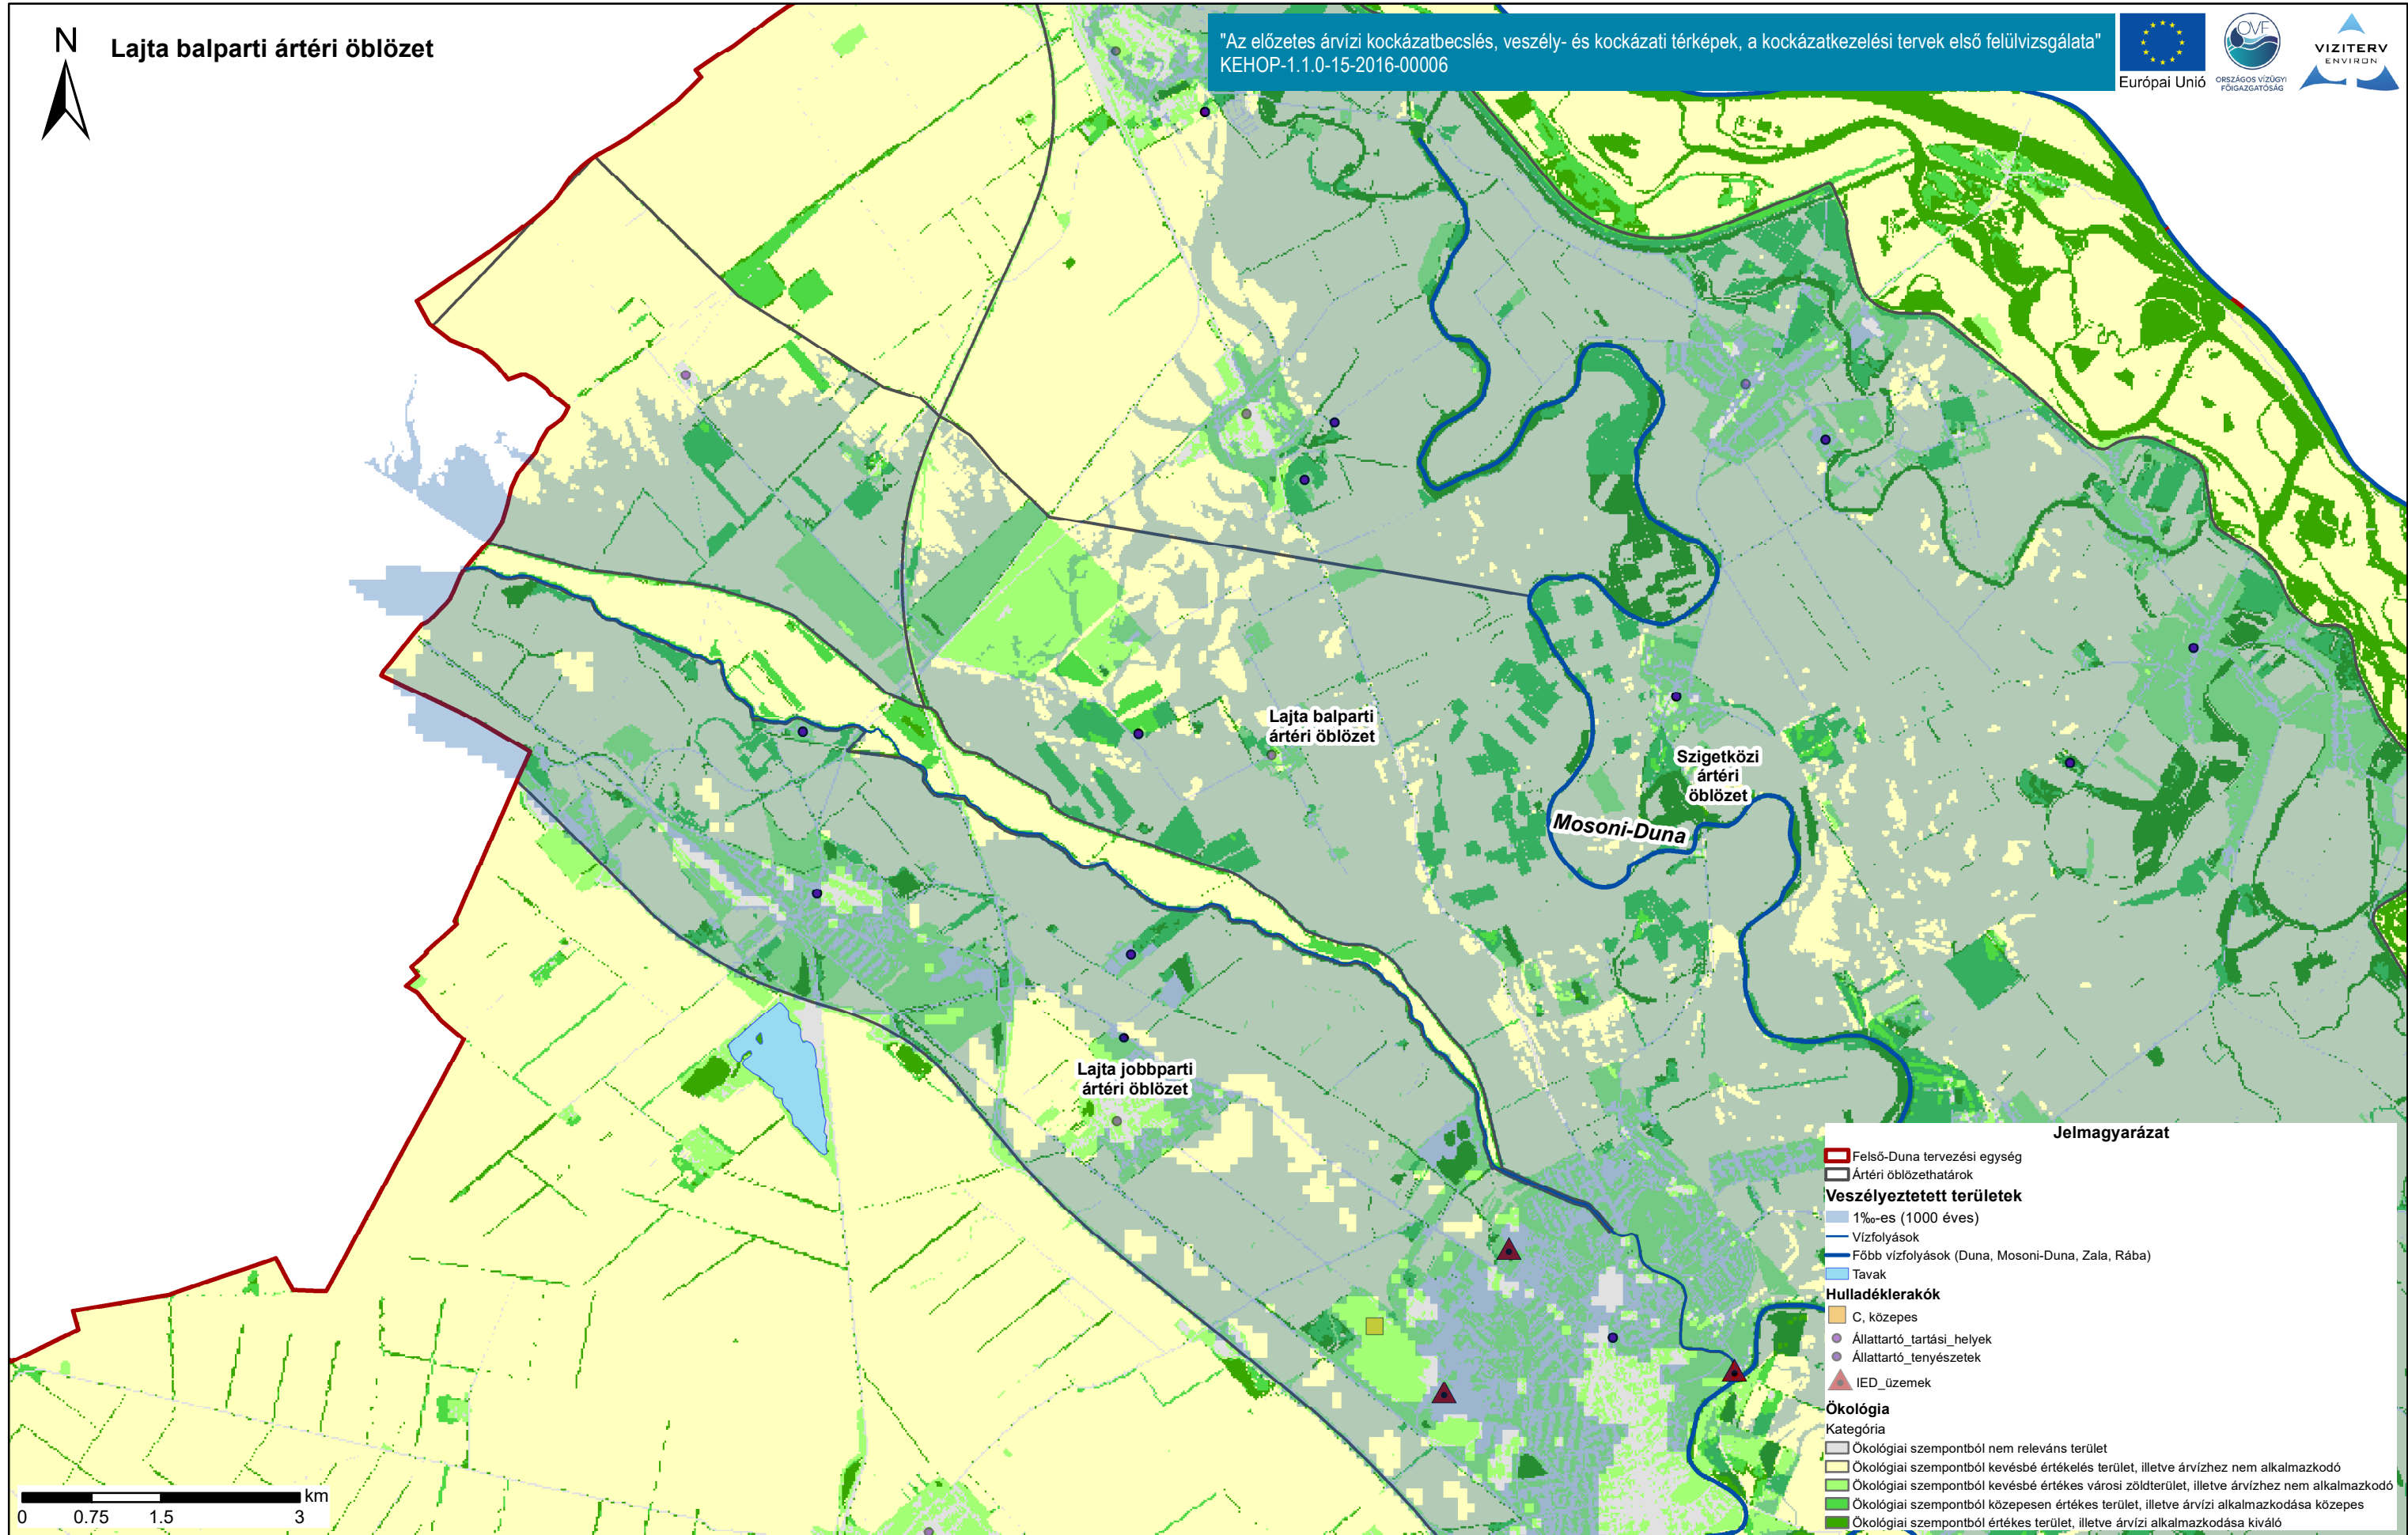 N
Lajta balparti ártéri öblözet
"Az előzetes árvízi kockázatbecslés, veszély- és kockázati térképek, a kockázatkezelési tervek első felülvizsgálata"
KEHOP-1.1.0-15-2016-00006
Európai Unió
OVF
ORSZÁGOS VÍZÜGYI
FŐIGAZGATÓSÁG
VIZITERV
ENVIRON
Lajta balparti
ártéri öblözet
Szigetközi
ártéri
öblözet
Mosoni-Duna
Lajta jobbparti
ártéri öblözet
Jelmagyarázat
Felső-Duna tervezési egység
Ártéri öblözethatárok
Veszélyeztetett területek
1‰-es (1000 éves)
Vízfolyások
Főbb vízfolyások (Duna, Mosoni-Duna, Zala, Rába)
Tavak
Hulladéklerakók
C, közepes
Állattartó_tartási_helyek
Állattartó_tenyészetek
IED_üzemek
Ökológia
Kategória
Ökológiai szempontból nem releváns terület
Ökológiai szempontból kevésbé értékelés terület, illetve árvízhez nem alkalmazkodó
Ökológiai szempontból kevésbé értékes városi zöldterület, illetve árvízhez nem alkalmazkodó
Ökológiai szempontból közepesen értékes terület, illetve árvízi alkalmazkodása közepes
Ökológiai szempontból értékes terület, illetve árvízi alkalmazkodása kiváló
km
0 0.75 1.5 3